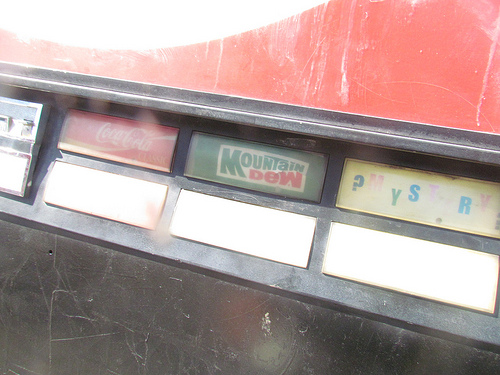 Coca-Cola
MOUNTAIN
DEW
?MYSTERY